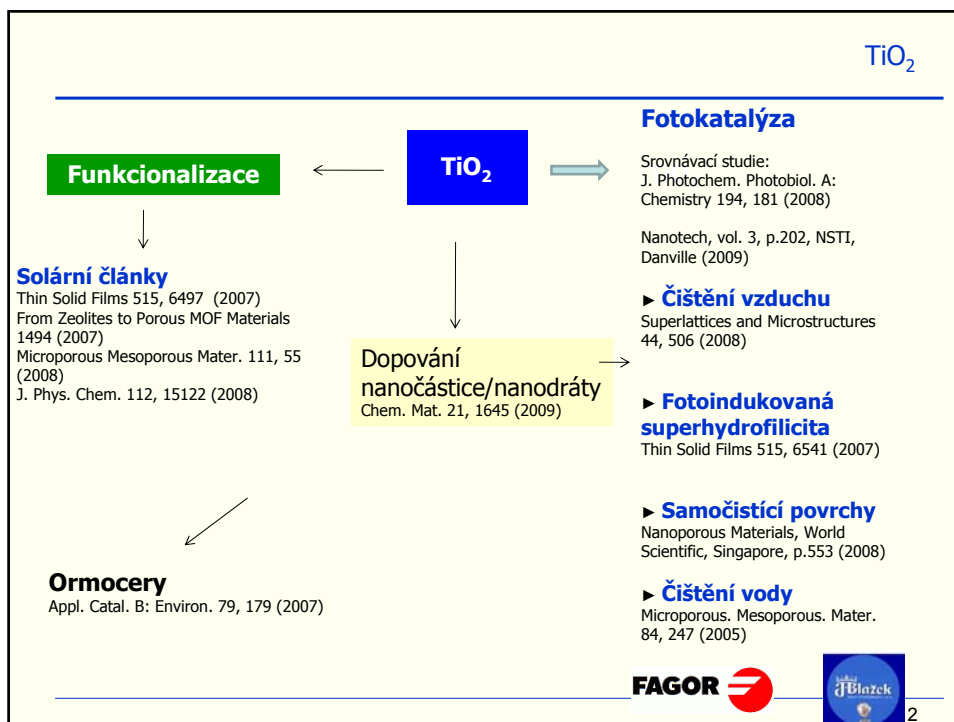 TiO₂
Funkcionalizace
TiO₂
Solární články
Thin Solid Films 515, 6497 (2007)
From Zeolites to Porous MOF Materials
1494 (2007)
Microporous Mesoporous Mater. 111, 55
(2008)
J. Phys. Chem. 112, 15122 (2008)
Dopování
nanočástice/nanodráty
Chem. Mat. 21, 1645 (2009)
Ormocery
Appl. Catal. B: Environ. 79, 179 (2007)
Fotokatalýza
Srovnávací studie:
J. Photochem. Photobiol. A:
Chemistry 194, 181 (2008)
Nanotech, vol. 3, p.202, NSTI,
Danville (2009)
► Čištění vzduchu
Superlattices and Microstructures
44, 506 (2008)
► Fotoindukovaná
superhydrofilicita
Thin Solid Films 515, 6541 (2007)
► Samočistící povrchy
Nanoporous Materials, World
Scientific, Singapore, p.553 (2008)
► Čištění vody
Microporous. Mesoporous. Mater.
84, 247 (2005)
FAGOR
JBlažek
2